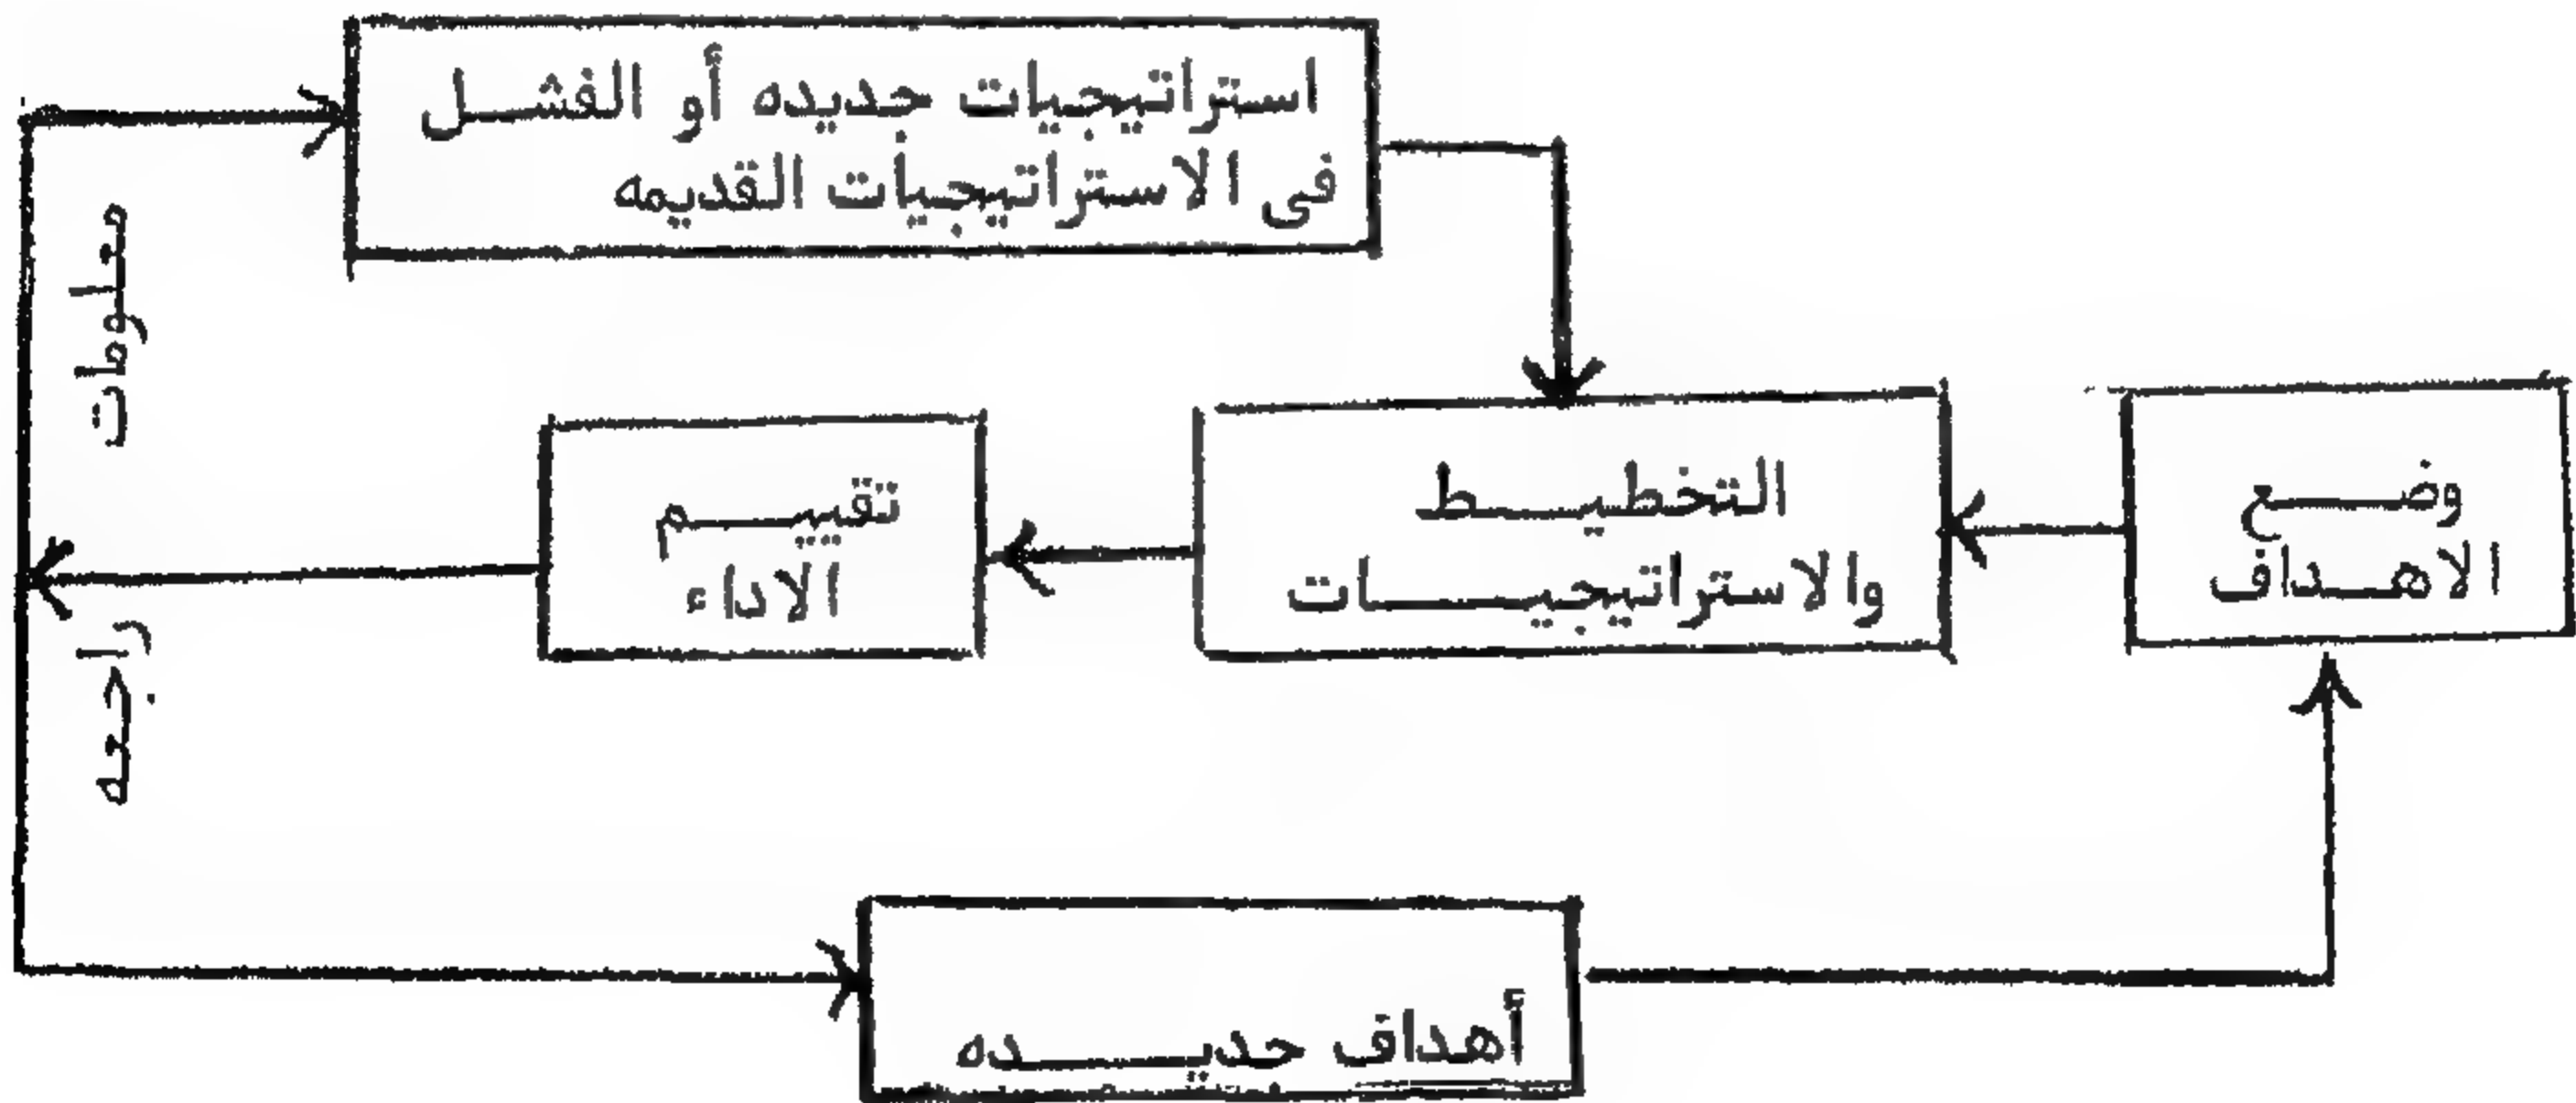 استراتيجيات جديده أو الفشل
فى الاستراتيجيات القديمه
وضع
الاهداف
التخطيط
والاستراتيجيات
تقييم
الاداء
معلومات
راجعه
أهداف جديده